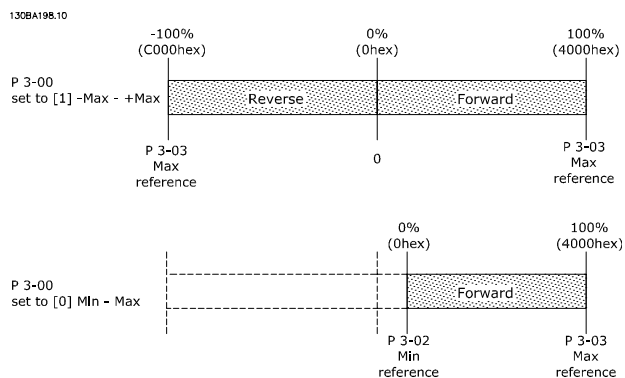 130BA198.10
-100% 0% 100%
(C000hex) (0hex) (4000hex)
P 3-00
set to [1] -Max - +Max
Reverse Forward
P 3-03 0 P 3-03
Max Max
reference reference
0% 100%
(0hex) (4000hex)
P 3-00
set to [0] Min - Max
Forward
P 3-02 P 3-03
Min Max
reference reference